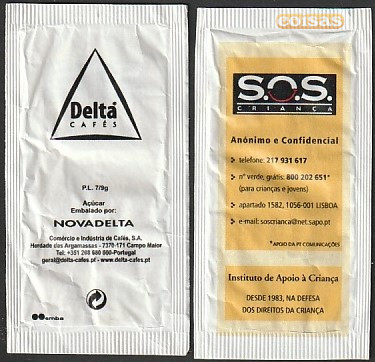 Delta
CAFÉS
P.L. 7/9g
Açúcar
Embalado por:
NOVADELTA
Comércio e Indústria de Cafés, S.A.
Herdade das Argamassas - 7370-171 Campo Maior
Tel: +351 268 680 000-Portugal
geral@delta-cafes.pt - www.delta-cafes.pt
emba
coisas
S.O.S.
CRIANÇA
Anónimo e Confidencial
telefone: 217 931 617
nº verde, grátis: 800 202 651*
(para crianças e jovens)
apartado 1582, 1056-001 LISBOA
e-mail: soscrianca@net.sapo.pt
*APOIO DA PT COMUNICAÇÕES
Instituto de Apoio à Criança
DESDE 1983, NA DEFESA
DOS DIREITOS DA CRIANÇA